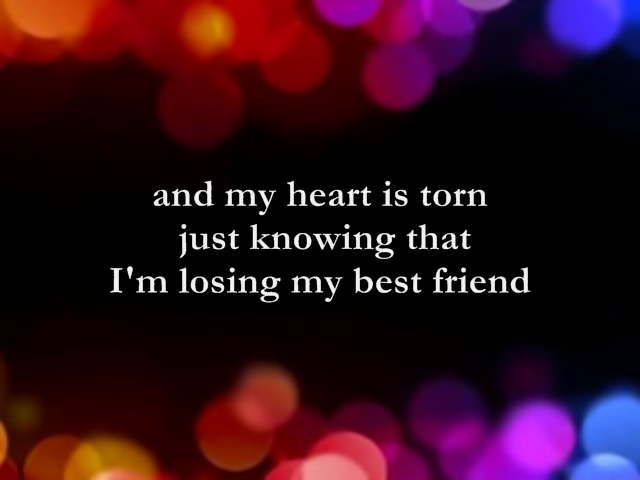 and my heart is torn
just knowing that
I'm losing my best friend